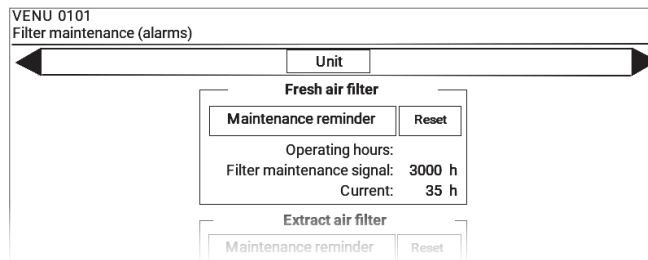 VENU 0101
Filter maintenance (alarms)
Unit
Fresh air filter
Maintenance reminder Reset
Operating hours:
Filter maintenance signal: 3000 h
Current: 35 h
Extract air filter
Maintenance reminder Reset